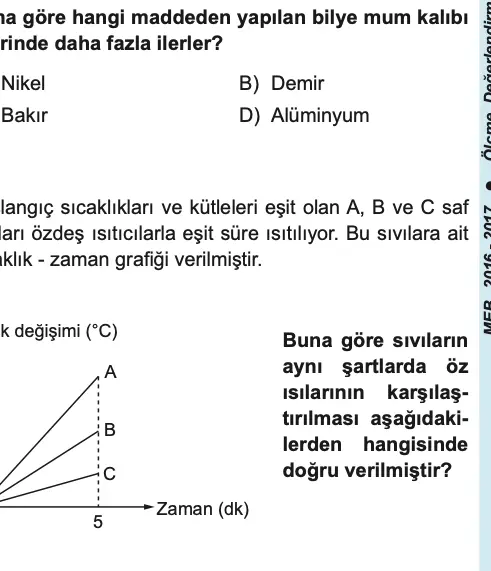 na göre hangi maddeden yapılan bilye mum kalıbı
rinde daha fazla ilerler?
Nikel
B) Demir
Bakır
D) Alüminyum
langıç sıcaklıkları ve kütleleri eşit olan A, B ve C saf
ları özdeş ısıtıcılarla eşit süre ısıtılıyor. Bu sıvılara ait
aklık - zaman grafiği verilmiştir.
k değişimi (°C)
A
B
C
5
Zaman (dk)
Buna göre sıvıların
aynı şartlarda öz
ısılarının karşılaş-
tırılması aşağıdaki-
lerden hangisinde
doğru verilmiştir?
MEB 2016 - 2017 ● Ölçme, Değerlendirm